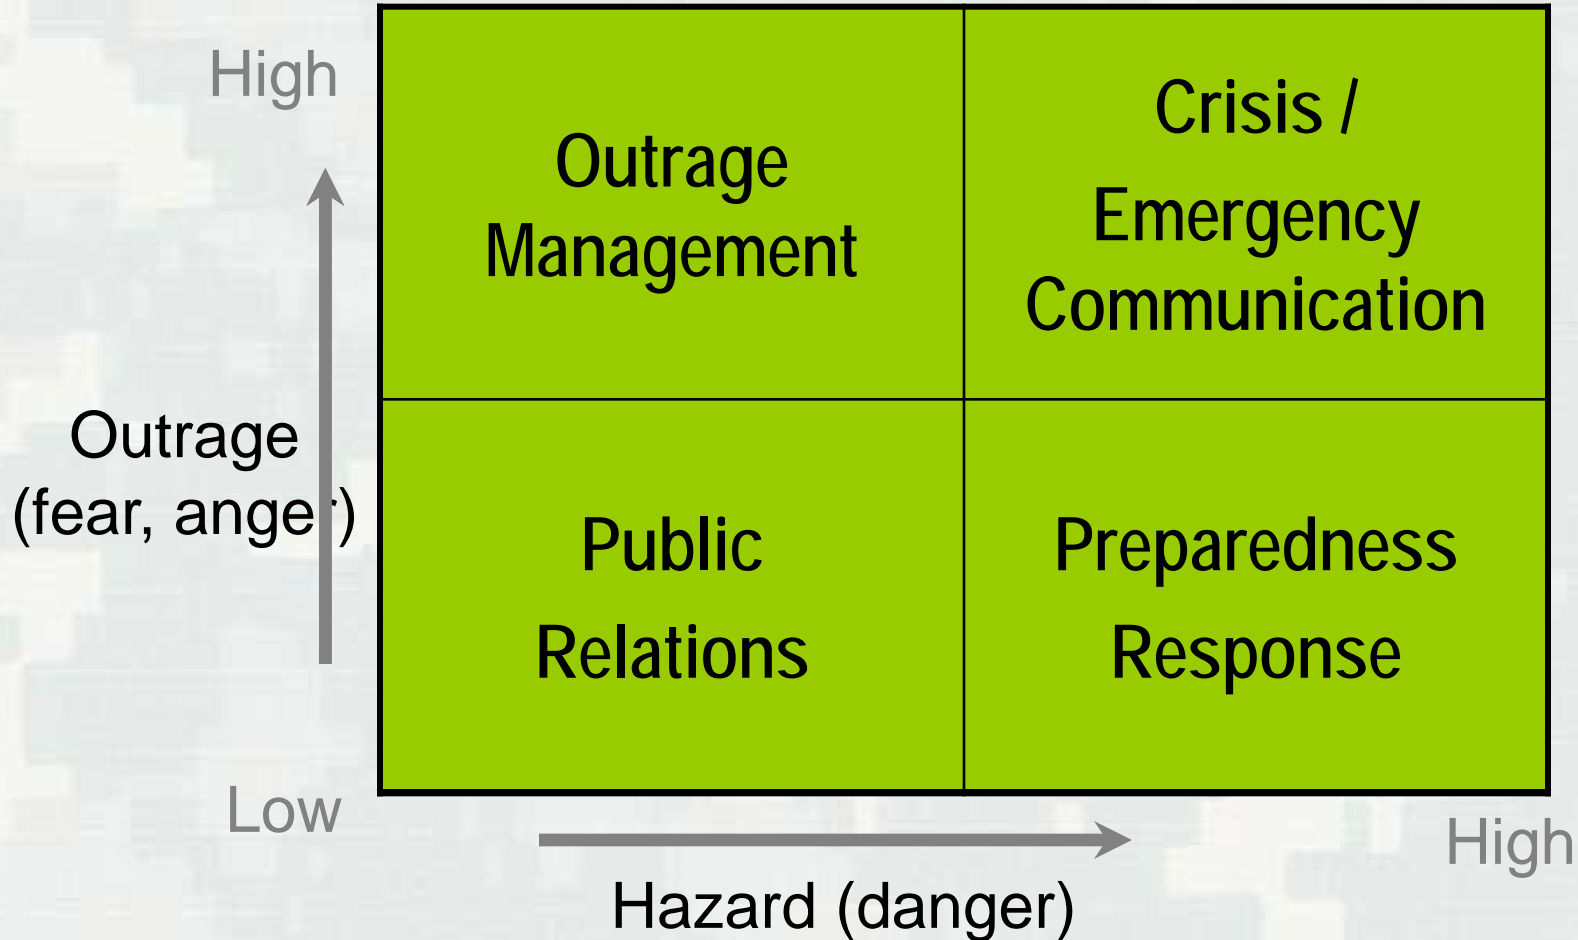 High
Outrage
Management
Crisis /
Emergency
Communication
Outrage
(fear, anger)
Public
Relations
Preparedness
Response
Low
High
Hazard (danger)